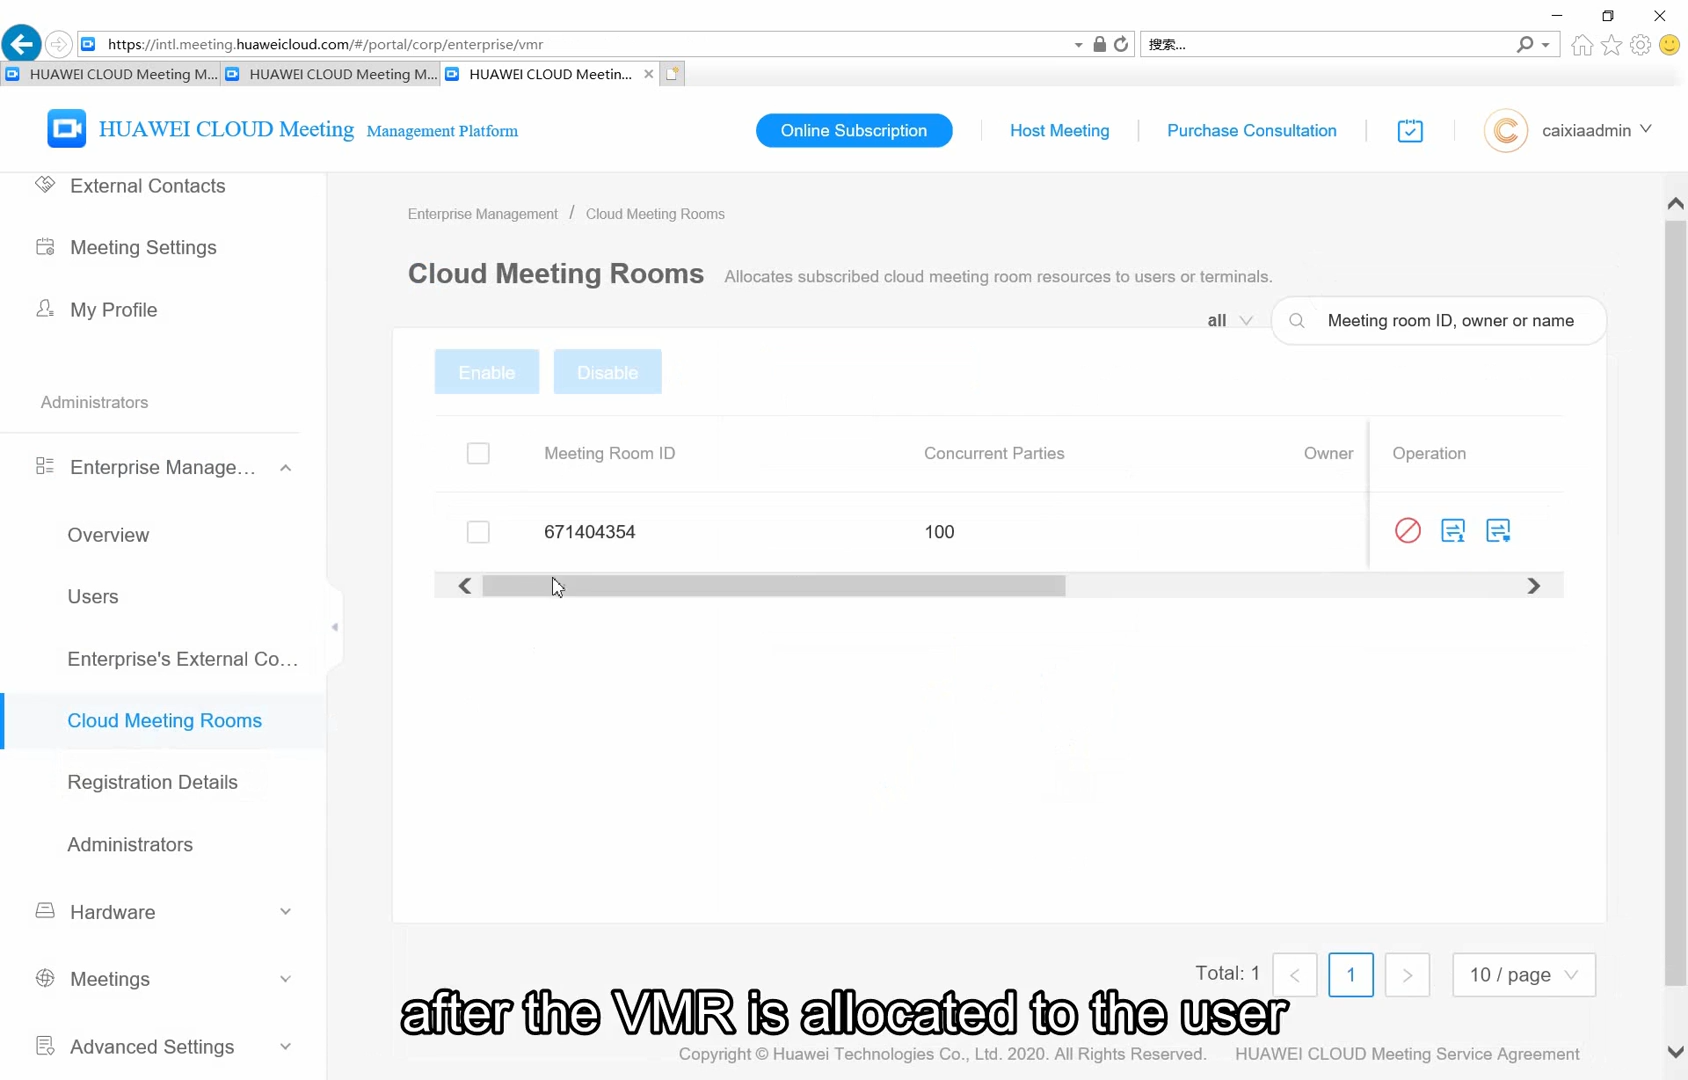 https://intl.meeting.huaweicloud.com/#/portal/corp/enterprise/vmr
搜索...
HUAWEI CLOUD Meeting M...
HUAWEI CLOUD Meeting M...
HUAWEI CLOUD Meetin...
HUAWEI CLOUD Meeting Management Platform
Online Subscription
Host Meeting
Purchase Consultation
C
caixiaadmin
External Contacts
Meeting Settings
My Profile
Administrators
Enterprise Manage...
Overview
Users
Enterprise's External Co...
Cloud Meeting Rooms
Registration Details
Administrators
Hardware
Meetings
Advanced Settings
Enterprise Management / Cloud Meeting Rooms
Cloud Meeting Rooms Allocates subscribed cloud meeting room resources to users or terminals.
all
Meeting room ID, owner or name
Enable Disable
Meeting Room ID Concurrent Parties Owner Operation
671404354 100
Total: 1 < 1 > 10 / page
after the VMR is allocated to the user
Copyright © Huawei Technologies Co., Ltd. 2020. All Rights Reserved. HUAWEI CLOUD Meeting Service Agreement